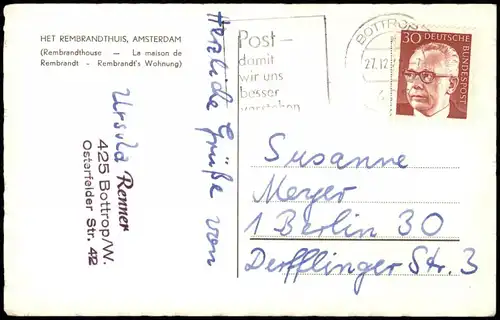 HET REMBRANDTHUIS, AMSTERDAM
(Rembrandthouse — La maison de
Rembrandt - Rembrandt's Wohnung)
Herzliche Grüße von
Ursula Renner
425 Bottrop/W.
Osterfelder Str. 42
Post –
damit
wir uns
besser
verstehen
BOTTROP
27.12
30 DEUTSCHE
BUNDESPOST
Susanne
Meyer
1 Berlin 30
Derfflinger Str. 3